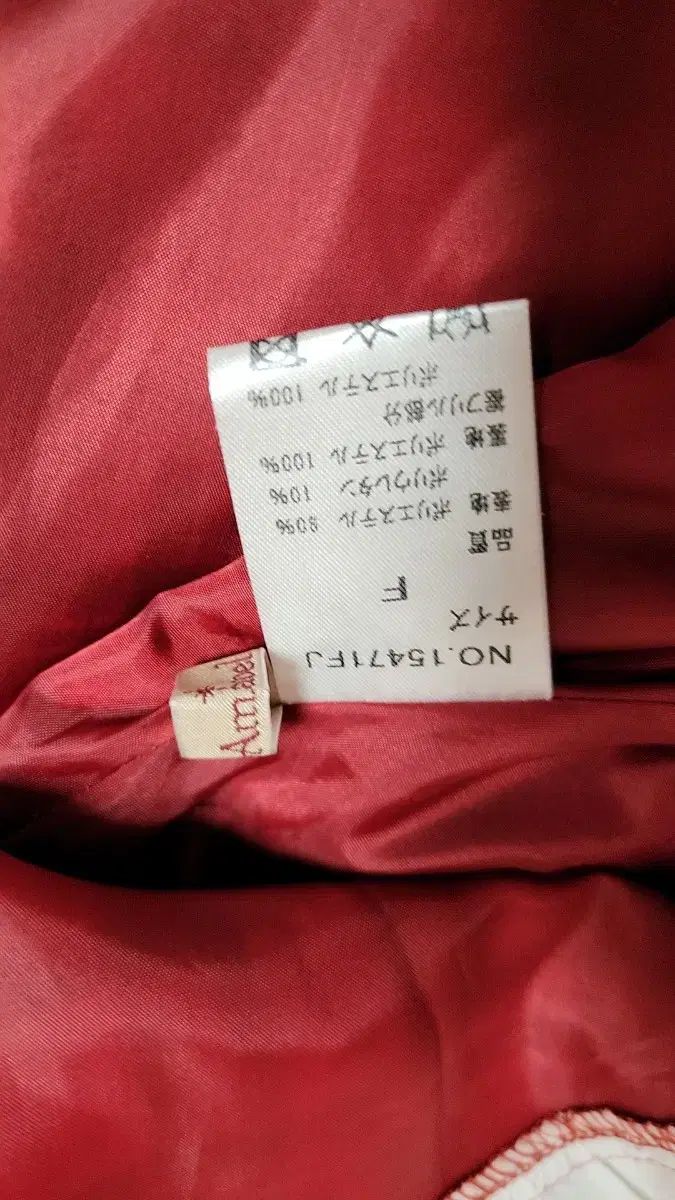 NO.15471FJ
サイズ
F
品質
表地 ポリエステル 90%
ポリウレタン 10%
裏地 ポリエステル 100%
裾フリル部分
ポリエステル 100%